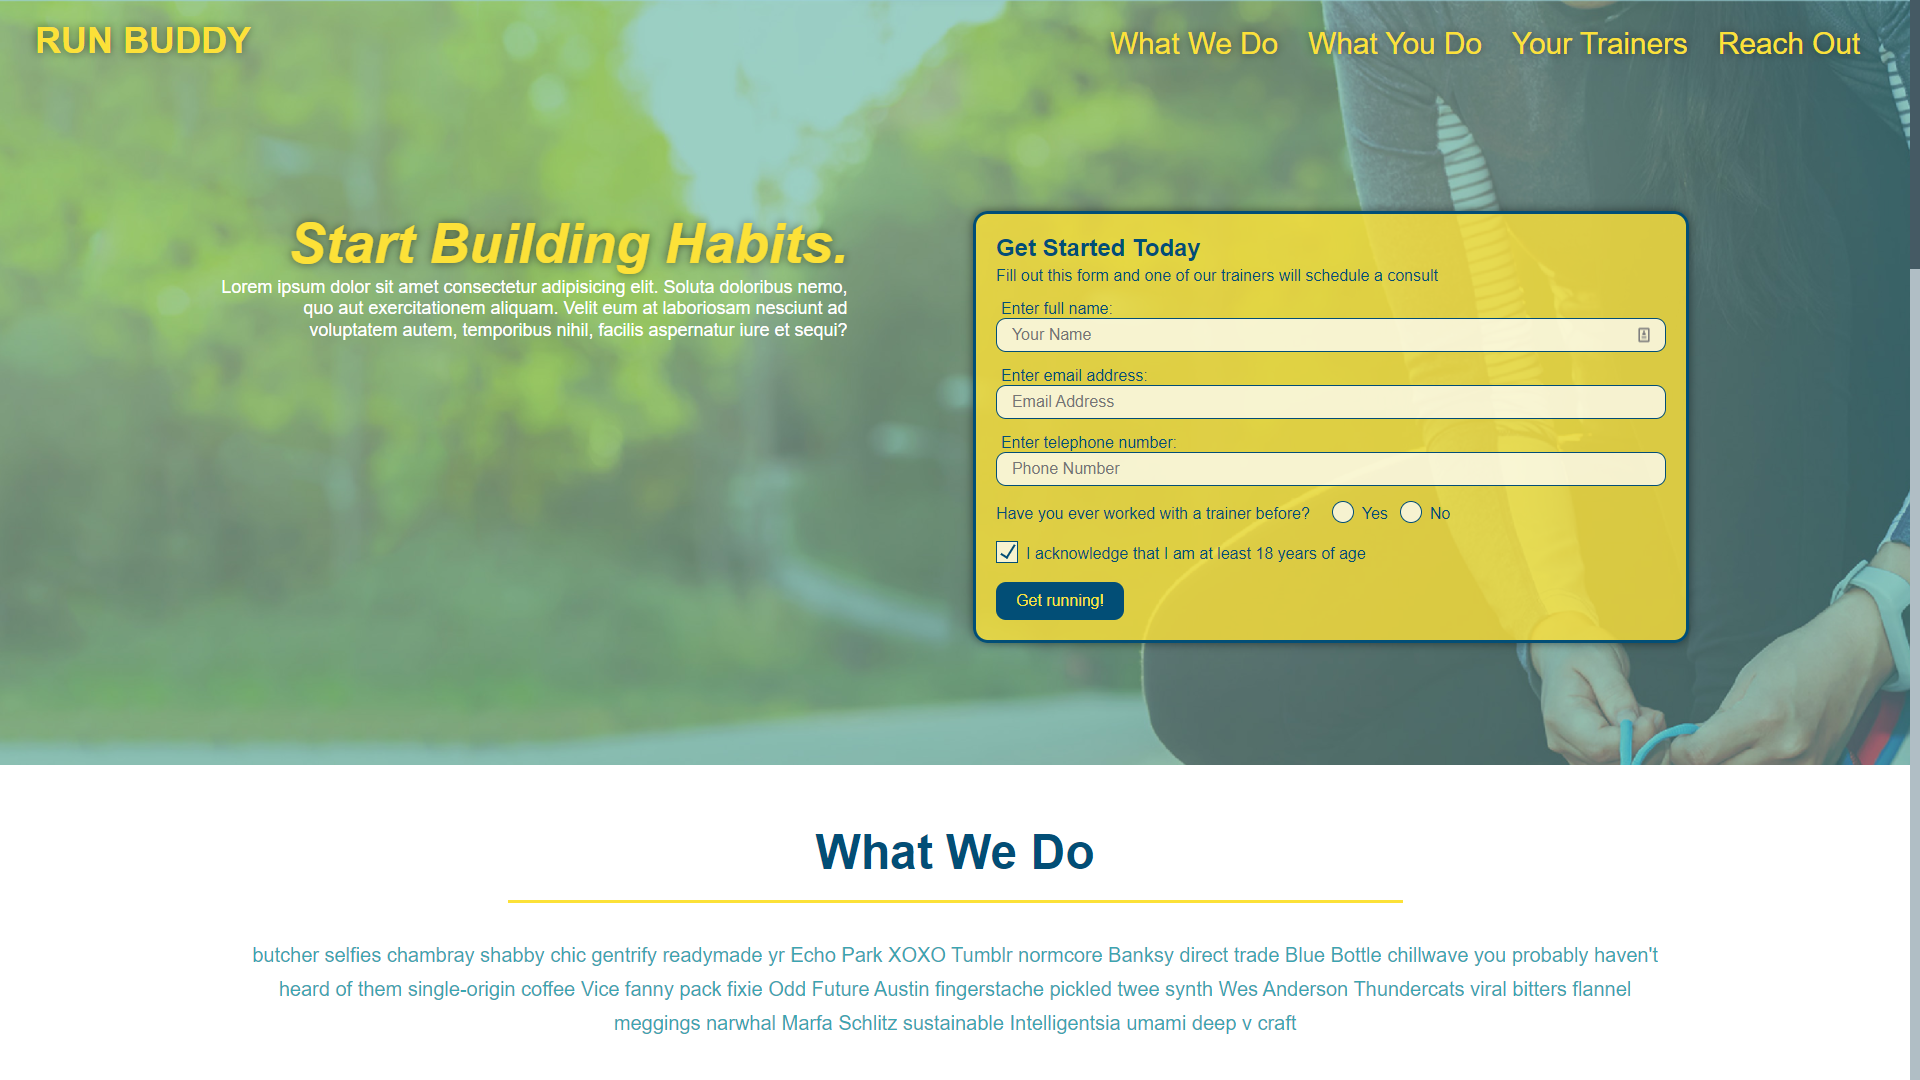 RUN BUDDY
What We Do What You Do Your Trainers Reach Out
Start Building Habits.
Lorem ipsum dolor sit amet consectetur adipisicing elit. Soluta doloribus nemo,
quo aut exercitationem aliquam. Velit eum at laboriosam nesciunt ad
voluptatem autem, temporibus nihil, facilis aspernatur iure et sequi?
Get Started Today
Fill out this form and one of our trainers will schedule a consult
Enter full name:
Your Name
Enter email address:
Email Address
Enter telephone number:
Phone Number
Have you ever worked with a trainer before? Yes No
I acknowledge that I am at least 18 years of age
Get running!
What We Do
butcher selfies chambray shabby chic gentrify readymade yr Echo Park XOXO Tumblr normcore Banksy direct trade Blue Bottle chillwave you probably haven't
heard of them single-origin coffee Vice fanny pack fixie Odd Future Austin fingerstache pickled twee synth Wes Anderson Thundercats viral bitters flannel
meggings narwhal Marfa Schlitz sustainable Intelligentsia umami deep v craft